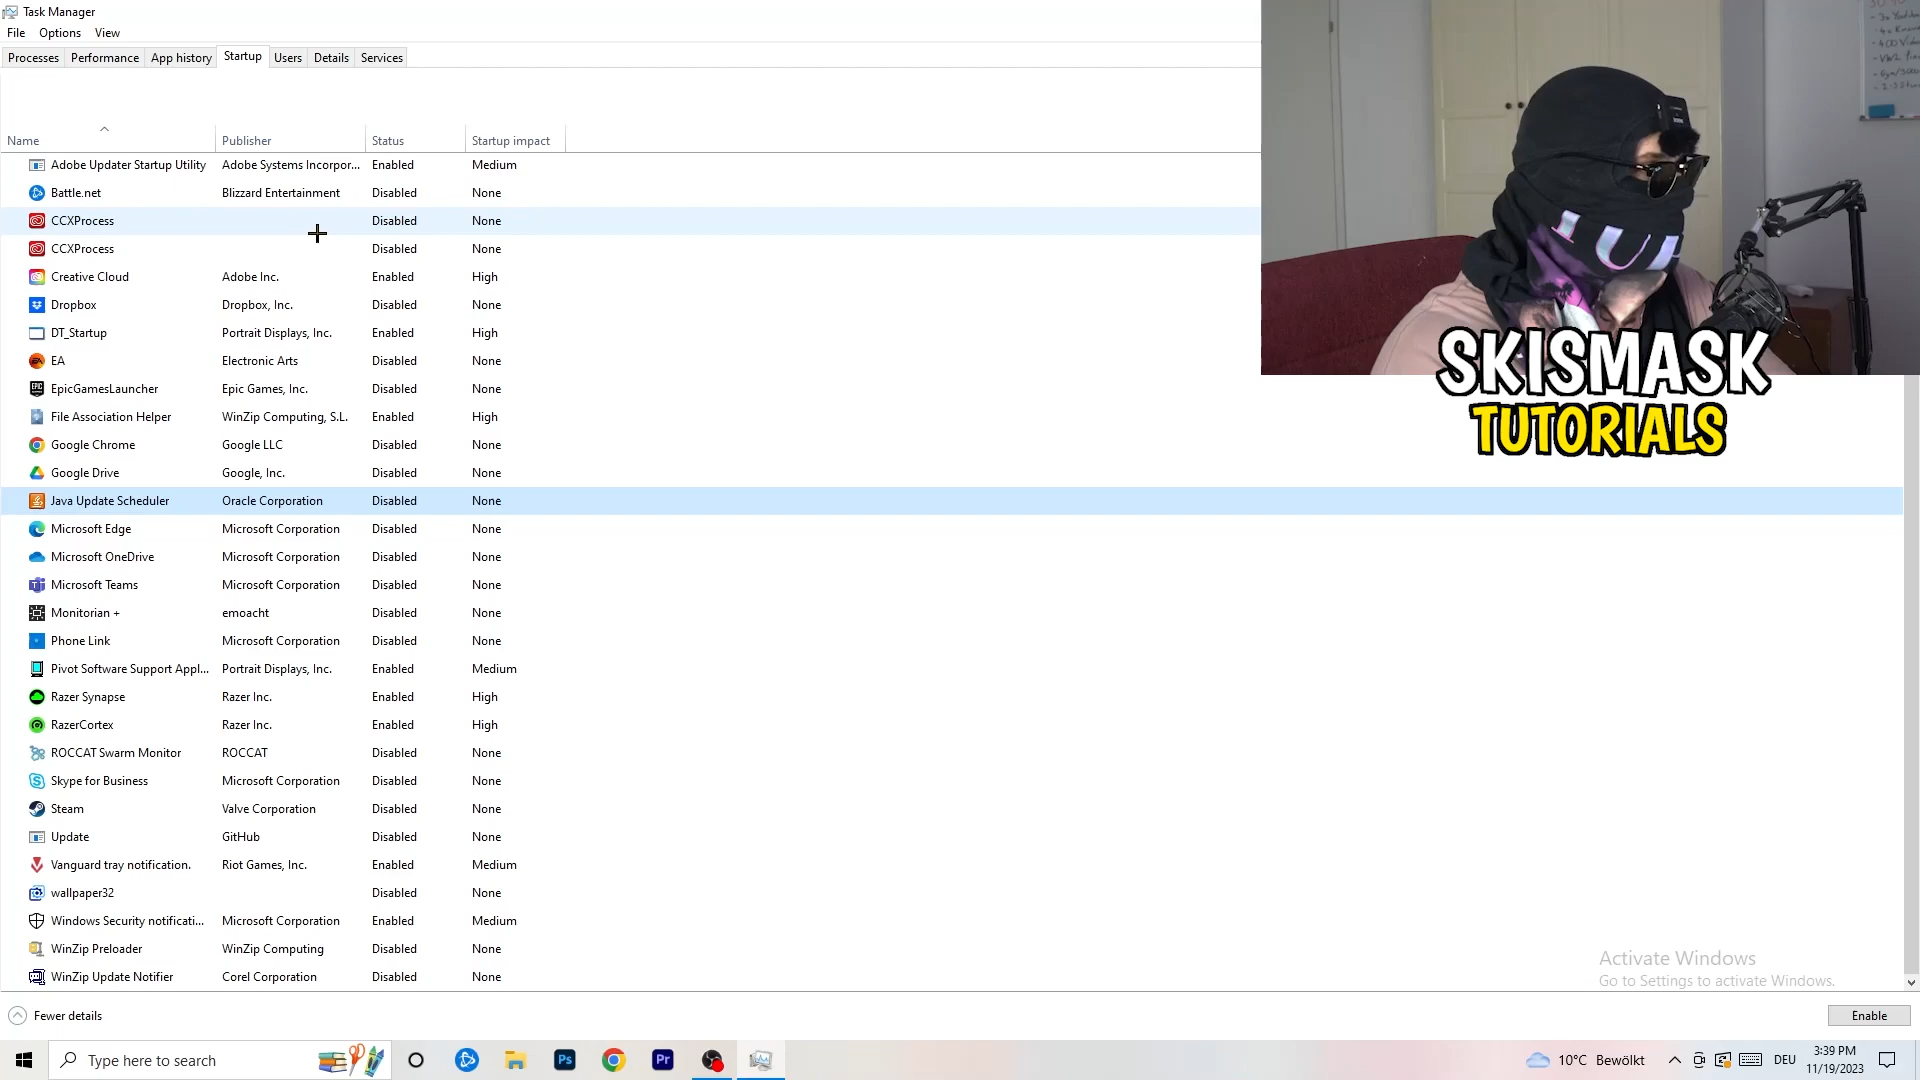 Task Manager
File Options View
Processes Performance App history Startup Users Details Services
Name Publisher Status Startup impact
Adobe Updater Startup Utility Adobe Systems Incorpor... Enabled Medium
Battle.net Blizzard Entertainment Disabled None
CCXProcess Disabled None
CCXProcess Disabled None
Creative Cloud Adobe Inc. Enabled High
Dropbox Dropbox, Inc. Disabled None
DT_Startup Portrait Displays, Inc. Enabled High
EA Electronic Arts Disabled None
EpicGamesLauncher Epic Games, Inc. Disabled None
File Association Helper WinZip Computing, S.L. Enabled High
Google Chrome Google LLC Disabled None
Google Drive Google, Inc. Disabled None
Java Update Scheduler Oracle Corporation Disabled None
Microsoft Edge Microsoft Corporation Disabled None
Microsoft OneDrive Microsoft Corporation Disabled None
Microsoft Teams Microsoft Corporation Disabled None
Monitorian + emoacht Disabled None
Phone Link Microsoft Corporation Disabled None
Pivot Software Support Appl... Portrait Displays, Inc. Enabled Medium
Razer Synapse Razer Inc. Enabled High
RazerCortex Razer Inc. Enabled High
ROCCAT Swarm Monitor ROCCAT Disabled None
Skype for Business Microsoft Corporation Disabled None
Steam Valve Corporation Disabled None
Update GitHub Disabled None
Vanguard tray notification. Riot Games, Inc. Enabled Medium
wallpaper32 Disabled None
Windows Security notificati... Microsoft Corporation Enabled Medium
WinZip Preloader WinZip Computing Disabled None
WinZip Update Notifier Corel Corporation Disabled None
SKISMASK
TUTORIALS
Activate Windows
Go to Settings to activate Windows.
Fewer details Enable
Type here to search Ps Pr 10°C Bewölkt DEU 3:39 PM
11/19/2023